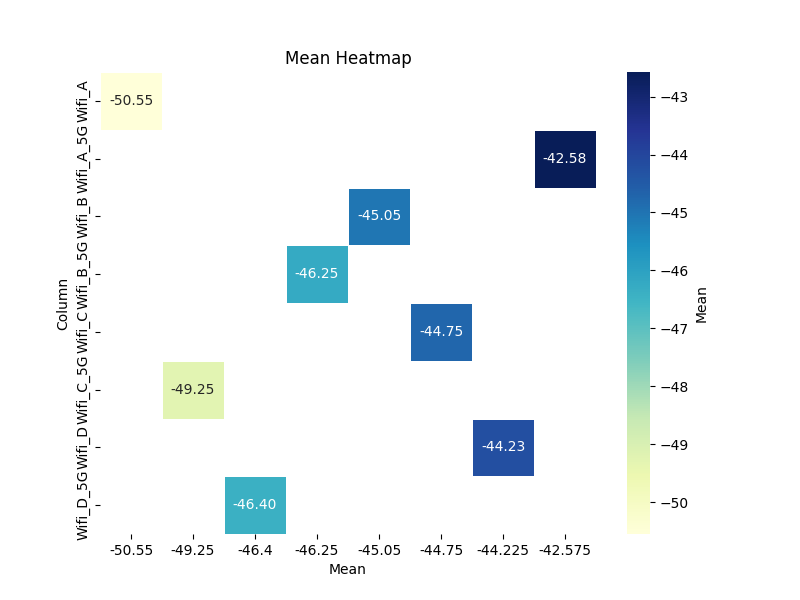 Mean Heatmap
Column
Wifi_A
Wifi_A_5G
Wifi_B
Wifi_B_5G
Wifi_C
Wifi_C_5G
Wifi_D
Wifi_D_5G
-50.55
-42.58
-45.05
-46.25
-44.75
-49.25
-44.23
-46.40
-50.55 -49.25 -46.4 -46.25 -45.05 -44.75 -44.225 -42.575
Mean
−43
−44
−45
−46
−47
−48
−49
−50
Mean